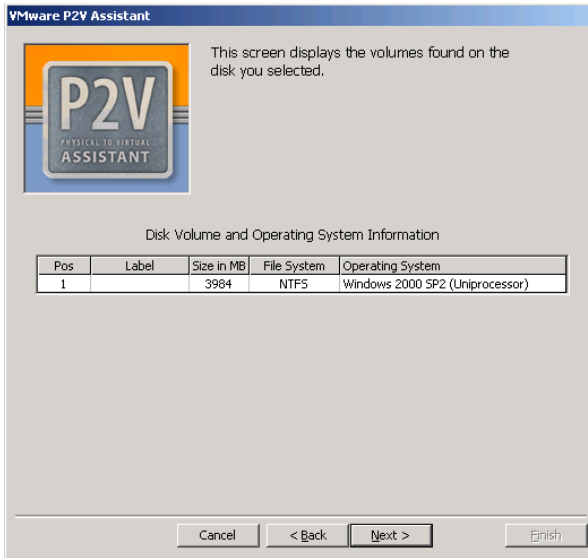 VMware P2V Assistant
This screen displays the volumes found on the
disk you selected.
P2V
PHYSICAL TO VIRTUAL
ASSISTANT
Disk Volume and Operating System Information
Pos Label Size in MB File System Operating System
1 3984 NTFS Windows 2000 SP2 (Uniprocessor)
Cancel < Back Next > Finish